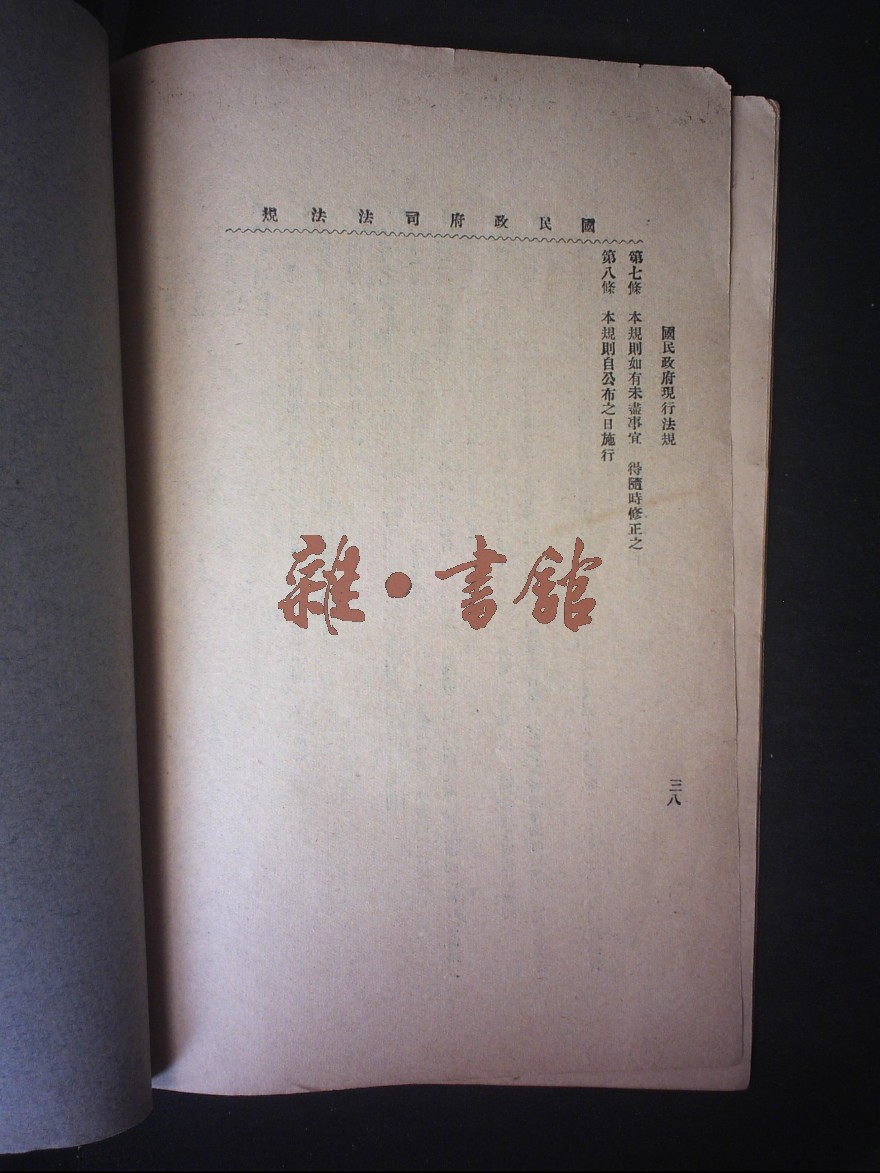 國民政府司法法規
國民政府現行法規
第七條　本規則如有未盡事宜　得隨時修正之
第八條　本規則自公布之日施行
三八
雜・書館